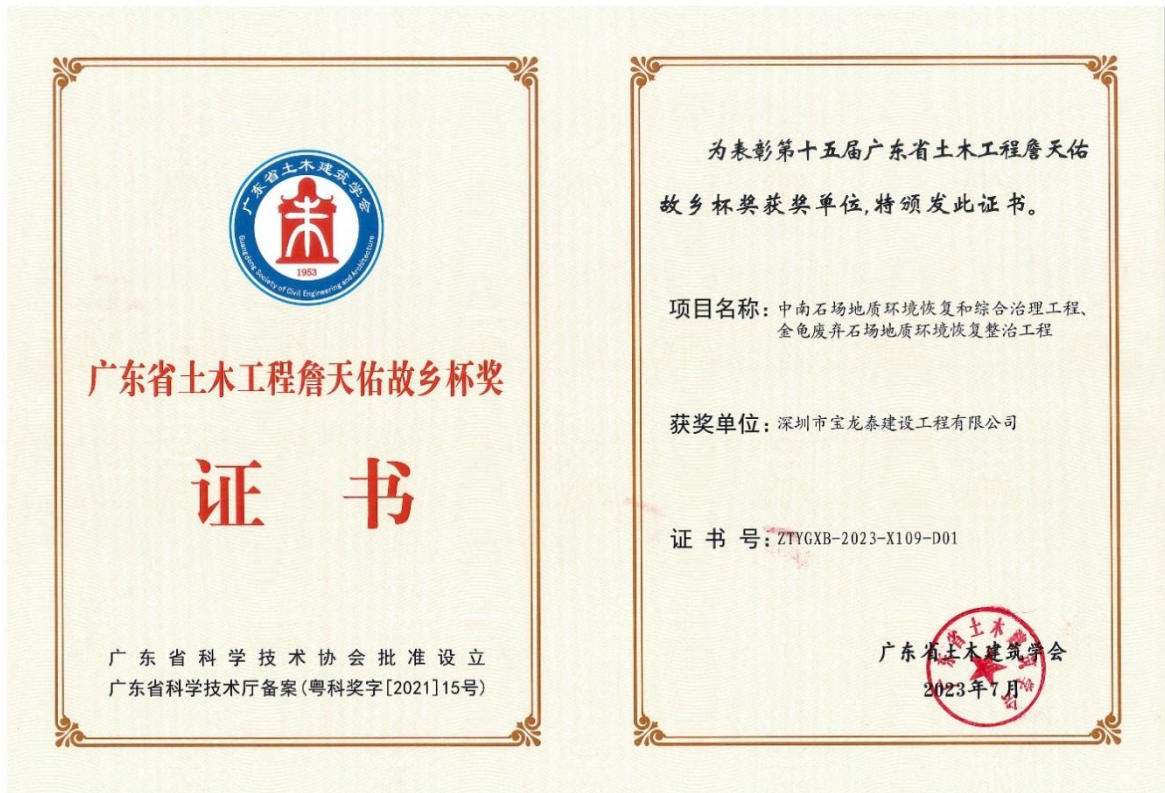 广东省土木建筑学会
1953
Guangdong Society of Civil Engineering and Architecture
广东省土木工程詹天佑故乡杯奖
证 书
广东省科学技术协会批准设立
广东省科学技术厅备案(粤科奖字[2021]15号)
为表彰第十五届广东省土木工程詹天佑
故乡杯奖获奖单位,特颁发此证书。
项目名称：中南石场地质环境恢复和综合治理工程、
金龟废弃石场地质环境恢复整治工程
获奖单位：深圳市宝龙泰建设工程有限公司
证 书 号：ZTYGXB-2023-X109-D01
广东省土木建筑学会
2023年7月
广东省土木建筑学会